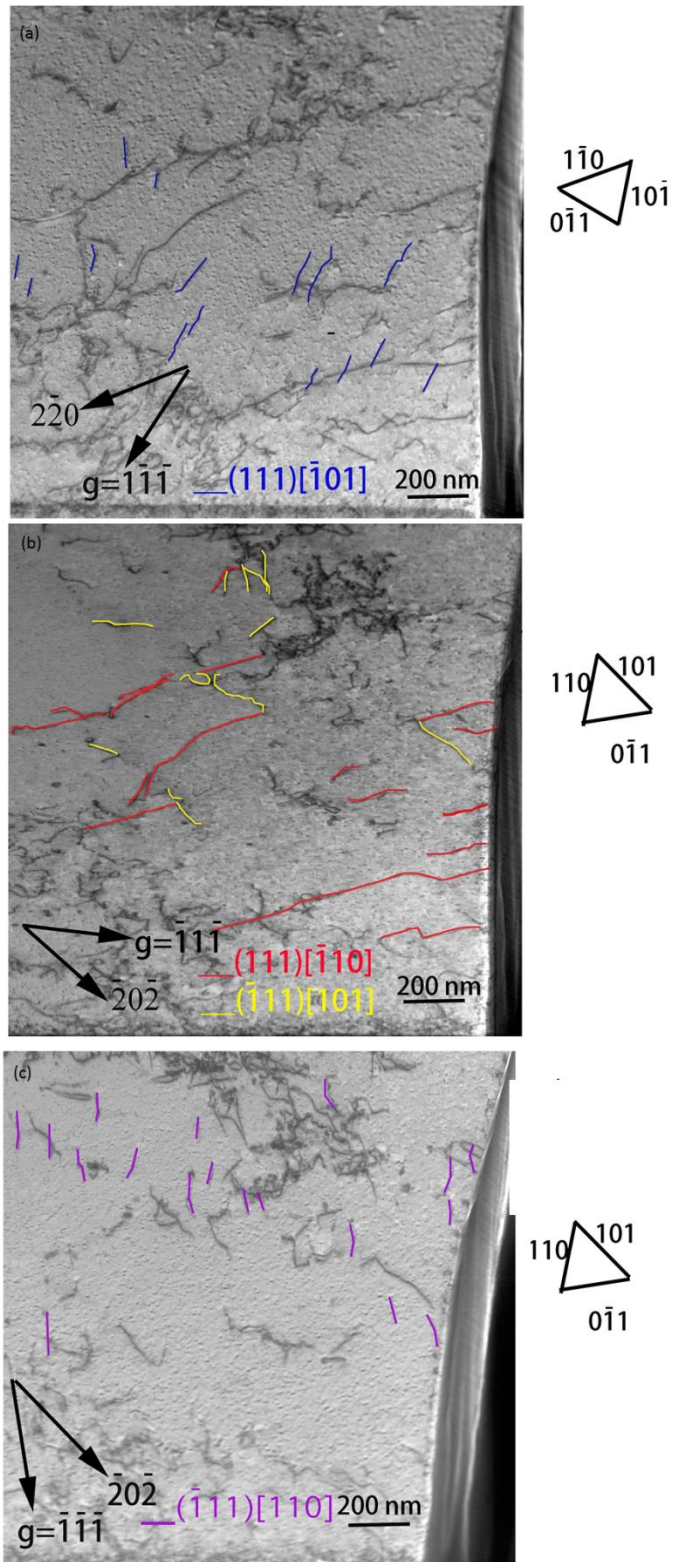 (a)
11̄0
101̄
01̄1
22̄0
g=11̄1̄
(111)[1̄01]
200 nm
(b)
110
101
01̄1
g=1̄11̄
2̄02̄
(111)[1̄10]
(1̄11)[101]
200 nm
(c)
110
101
01̄1
2̄02̄
g=1̄1̄1̄
(1̄11)[110]
200 nm